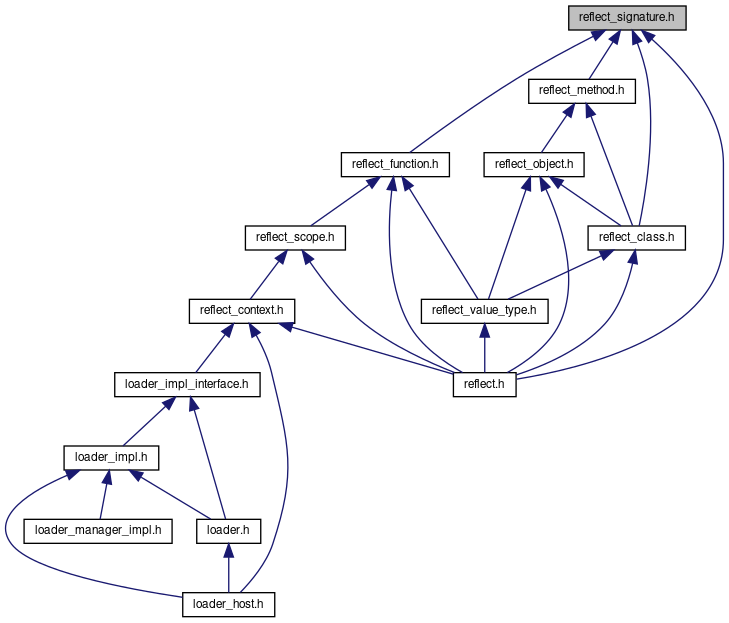 reflect_signature.h
reflect_method.h
reflect_function.h
reflect_object.h
reflect_scope.h
reflect_class.h
reflect_context.h
reflect_value_type.h
loader_impl_interface.h
reflect.h
loader_impl.h
loader_manager_impl.h
loader.h
loader_host.h